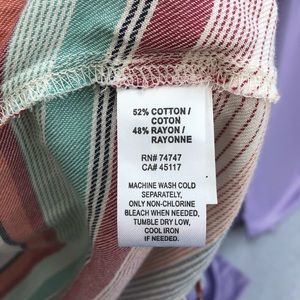 52% COTTON /
COTON
48% RAYON /
RAYONNE
RN# 74747
CA# 45117
MACHINE WASH COLD
SEPARATELY,
ONLY NON-CHLORINE
BLEACH WHEN NEEDED,
TUMBLE DRY LOW,
COOL IRON
IF NEEDED.